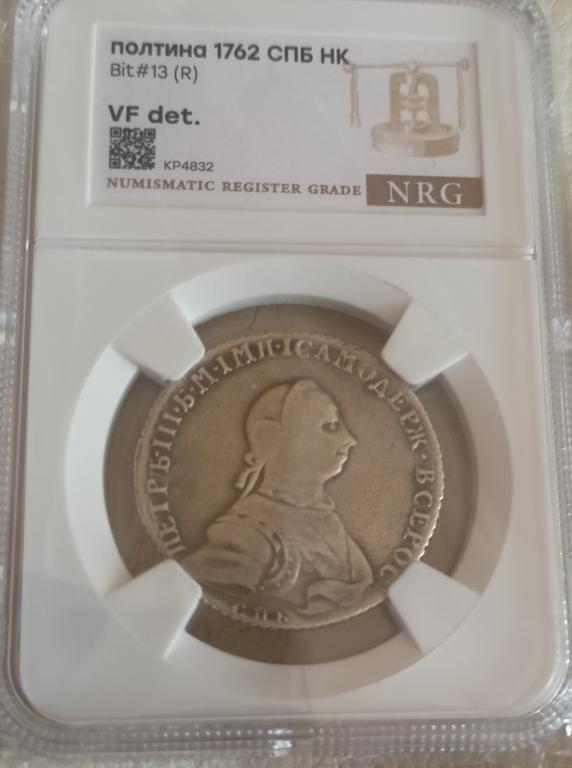 полтина 1762 СПБ НК
Bit#13 (R)
VF det.
KP4832
NUMISMATIC REGISTER GRADE
NRG
ПЕТРЪ·III·Б·М·IМП·IСАМОДЕРЖ·ВСЕРОС
СПБ